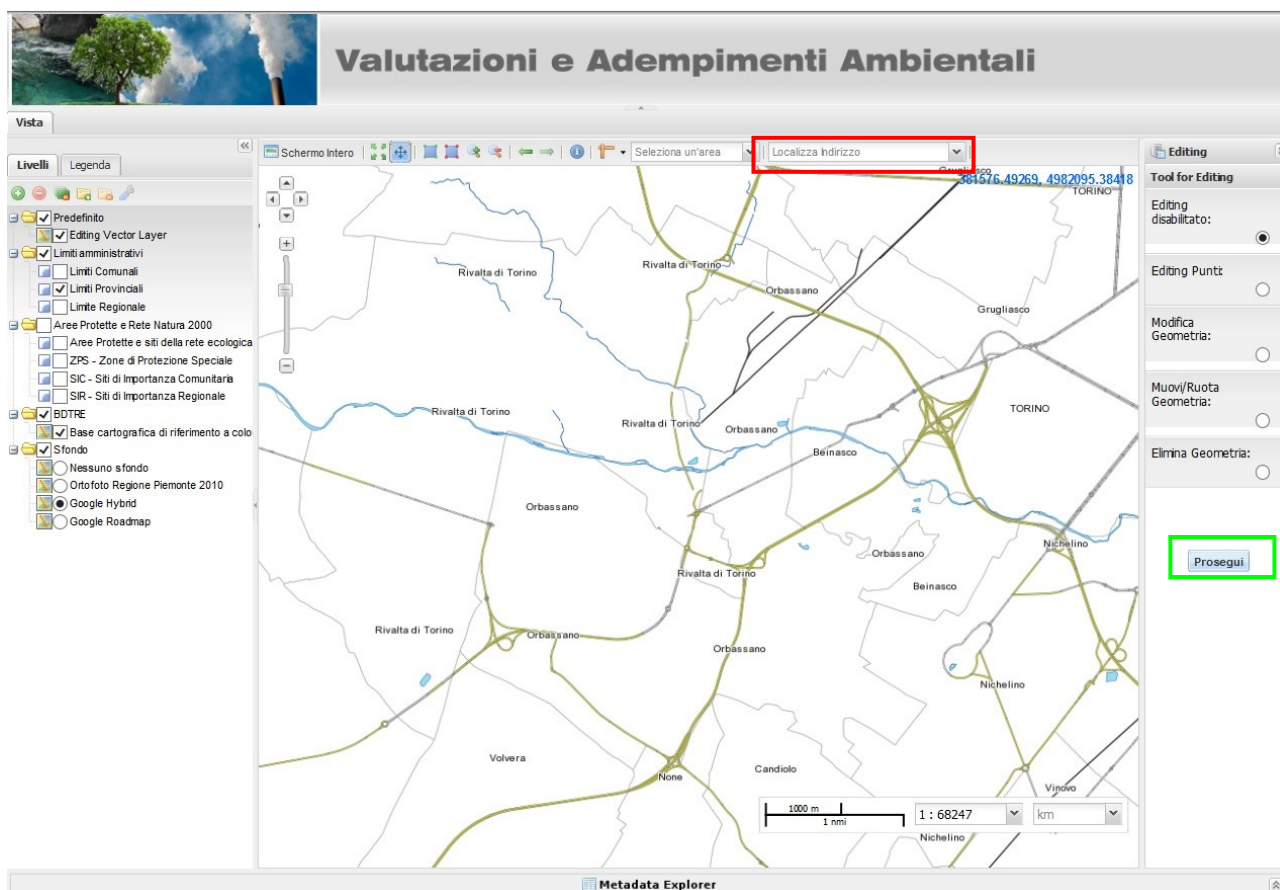 Valutazioni e Adempimenti Ambientali
Vista
Livelli Legenda
Schermo Intero Seleziona un'area Localizza Indirizzo
Editing
Tool for Editing
Predefinito
Editing Vector Layer
Limiti amministrativi
Limiti Comunali
Limiti Provinciali
Limite Regionale
Aree Protette e Rete Natura 2000
Aree Protette e siti della rete ecologica
ZPS - Zone di Protezione Speciale
SIC - Siti di Importanza Comunitaria
SIR - Siti di Importanza Regionale
BDTRE
Base cartografica di riferimento a colo
Sfondo
Nessuno sfondo
Ortofoto Regione Piemonte 2010
Google Hybrid
Google Roadmap
Grugliasco
381576.49269, 4982095.38418
TORINO
Rivalta di Torino
Rivalta di Torino
Orbassano
Grugliasco
Rivalta di Torino
Rivalta di Torino
Orbassano
TORINO
Beinasco
Orbassano
Nichelino
Orbassano
Rivalta di Torino
Beinasco
Rivalta di Torino
Orbassano
Orbassano
Nichelino
Volvera
None
Candiolo
Vinovo
1000 m
1 nmi
1 : 68247
km
Nichelino
Editing
disabilitato:
Editing Punti:
Modifica
Geometria:
Muovi/Ruota
Geometria:
Elimina Geometria:
Prosegui
Metadata Explorer